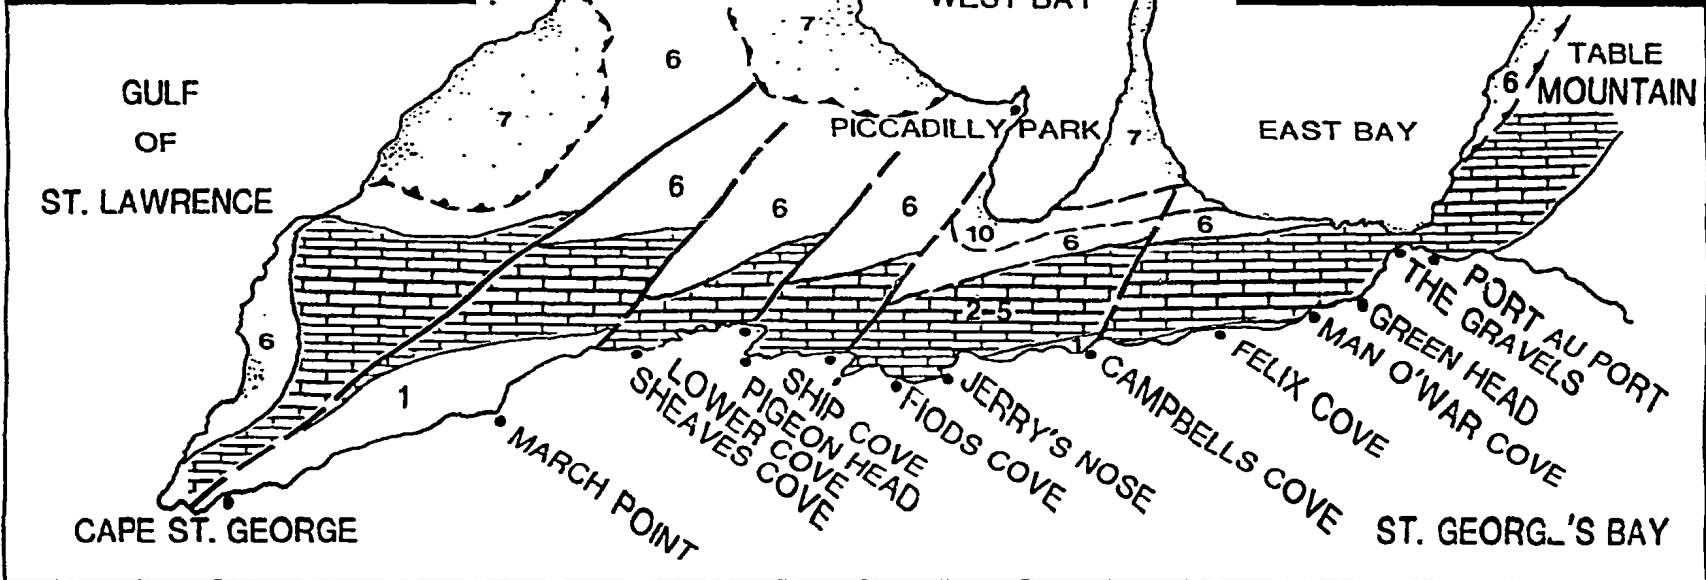 WEST BAY
7
6
TABLE
MOUNTAIN
6
GULF
OF
ST. LAWRENCE
7
PICCADILLY PARK
7
EAST BAY
6
6
6
10
6
6
2-5
6
1
PORT AU PORT
THE GRAVELS
GREEN HEAD
MAN O'WAR COVE
FELIX COVE
CAMPBELLS COVE
JERRY'S NOSE
FIODS COVE
SHIP COVE
PIGEON HEAD
LOWER COVE
SHEAVES COVE
MARCH POINT
CAPE ST. GEORGE
ST. GEORG_'S BAY